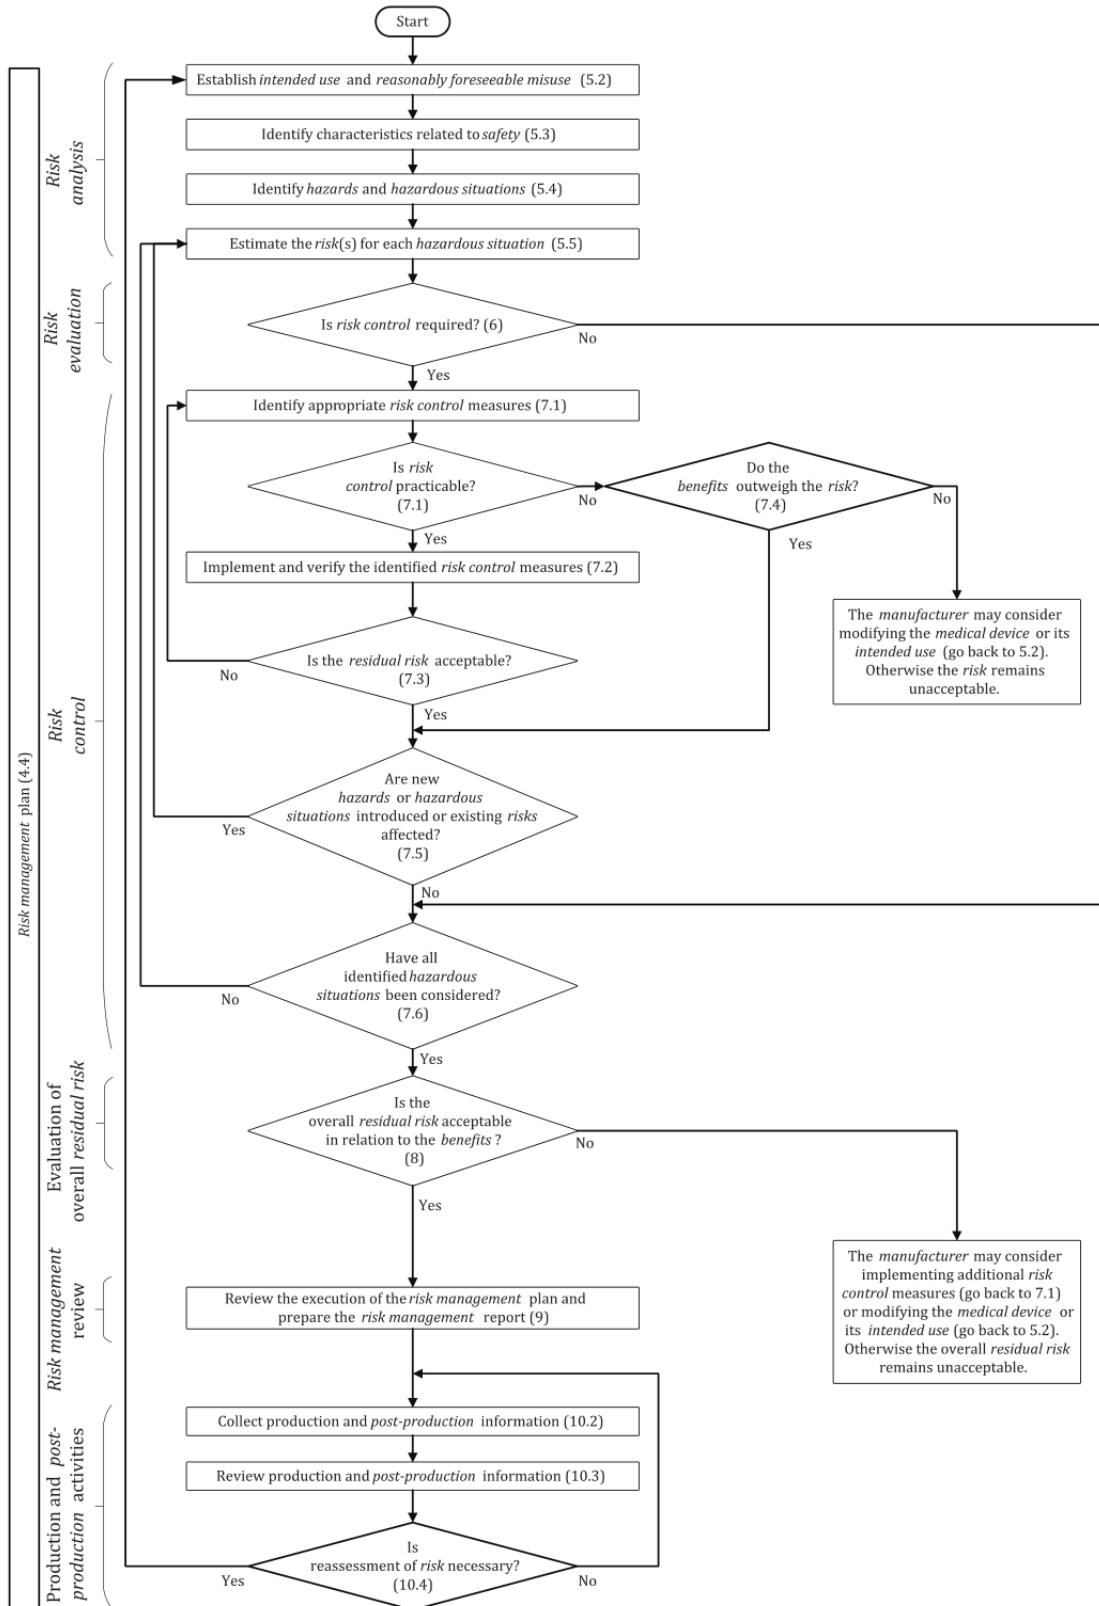 Start
Risk management plan (4.4)
Risk
analysis
Establish intended use and reasonably foreseeable misuse (5.2)
Identify characteristics related to safety (5.3)
Identify hazards and hazardous situations (5.4)
Estimate the risk(s) for each hazardous situation (5.5)
Risk
evaluation
Is risk control required? (6)
No
Yes
Risk
control
Identify appropriate risk control measures (7.1)
Is risk
control practicable?
(7.1)
No
Yes
Do the
benefits outweigh the risk?
(7.4)
No
Yes
The manufacturer may consider
modifying the medical device or its
intended use (go back to 5.2).
Otherwise the risk remains
unacceptable.
Implement and verify the identified risk control measures (7.2)
Is the residual risk acceptable?
(7.3)
No
Yes
Are new
hazards or hazardous
situations introduced or existing risks
affected?
(7.5)
Yes
No
Have all
identified hazardous
situations been considered?
(7.6)
No
Yes
Evaluation of
overall residual risk
Is the
overall residual risk acceptable
in relation to the benefits ?
(8)
No
Yes
The manufacturer may consider
implementing additional risk
control measures (go back to 7.1)
or modifying the medical device or
its intended use (go back to 5.2).
Otherwise the overall residual risk
remains unacceptable.
Risk management
review
Review the execution of the risk management plan and
prepare the risk management report (9)
Production and post-
production activities
Collect production and post-production information (10.2)
Review production and post-production information (10.3)
Is
reassessment of risk necessary?
(10.4)
Yes
No